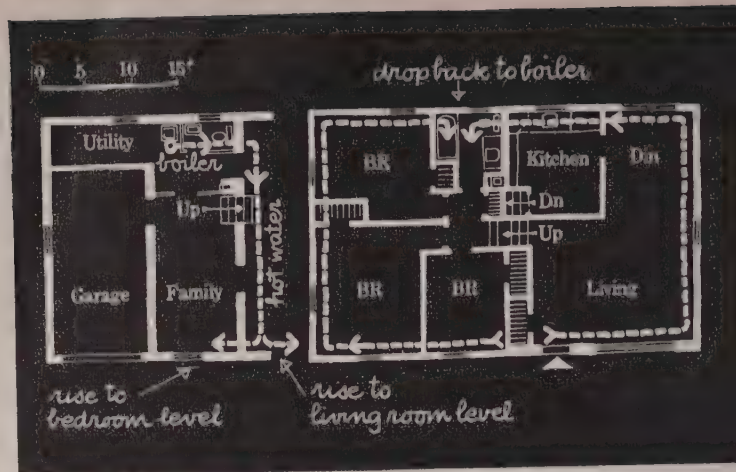 0 5 10 15'
drop back to boiler
Utility
boiler
BR
Kitchen
Din
Up
Dn
Up
hot water
Garage
Family
BR
BR
Living
rise to
bedroom level
rise to
living room level